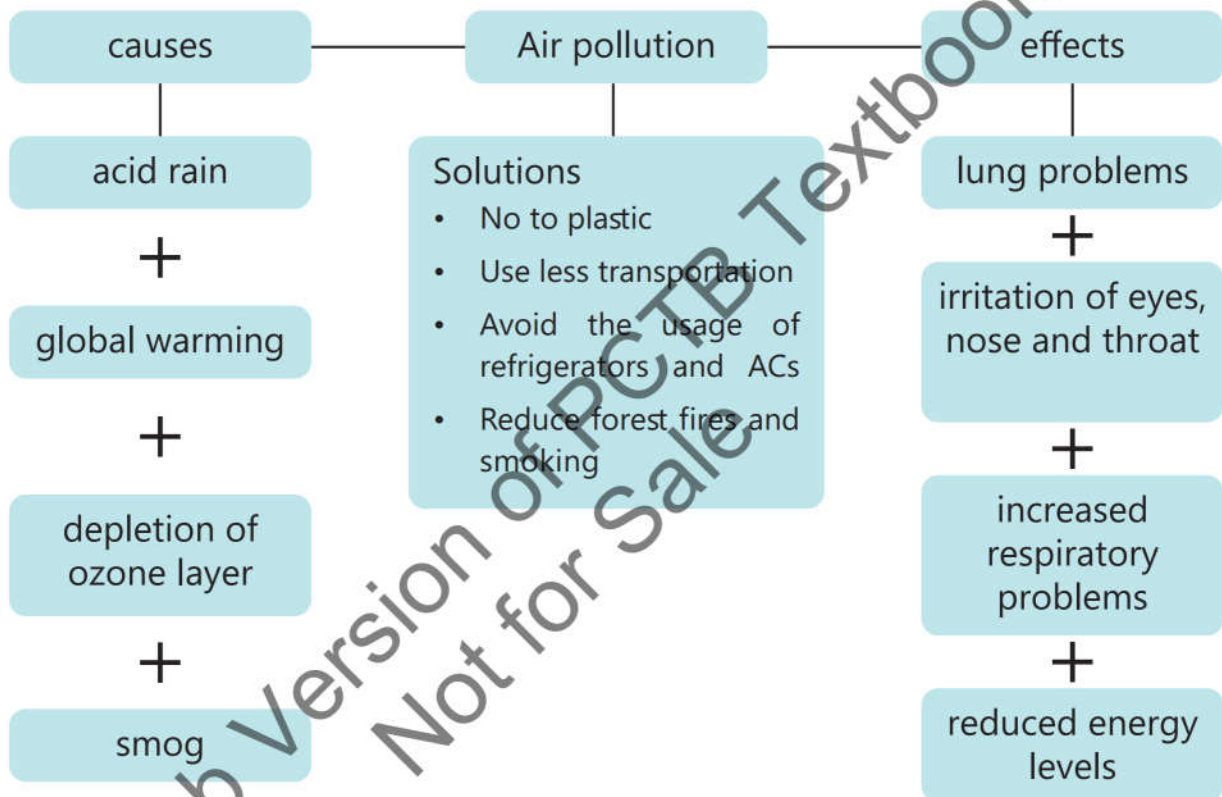 causes
Air pollution
effects
acid rain
+
global warming
+
depletion of
ozone layer
+
smog
Solutions
• No to plastic
• Use less transportation
• Avoid the usage of
refrigerators and ACs
• Reduce forest fires and
smoking
lung problems
+
irritation of eyes,
nose and throat
+
increased
respiratory
problems
+
reduced energy
levels
b Version of PCTB Textbook
Not for Sale